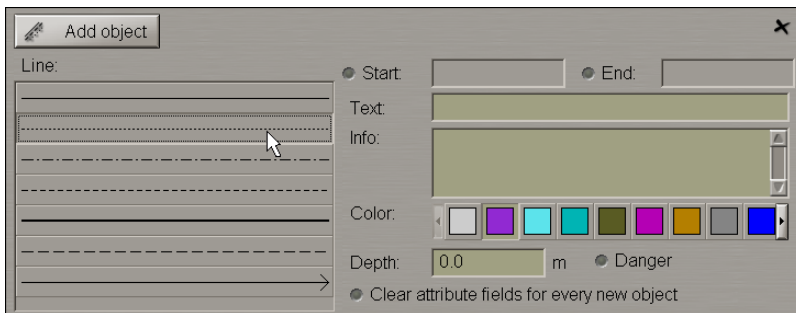 Add object
Line:
Start:
End:
Text:
Info:
Color:
Depth:
0.0
m
Danger
Clear attribute fields for every new object